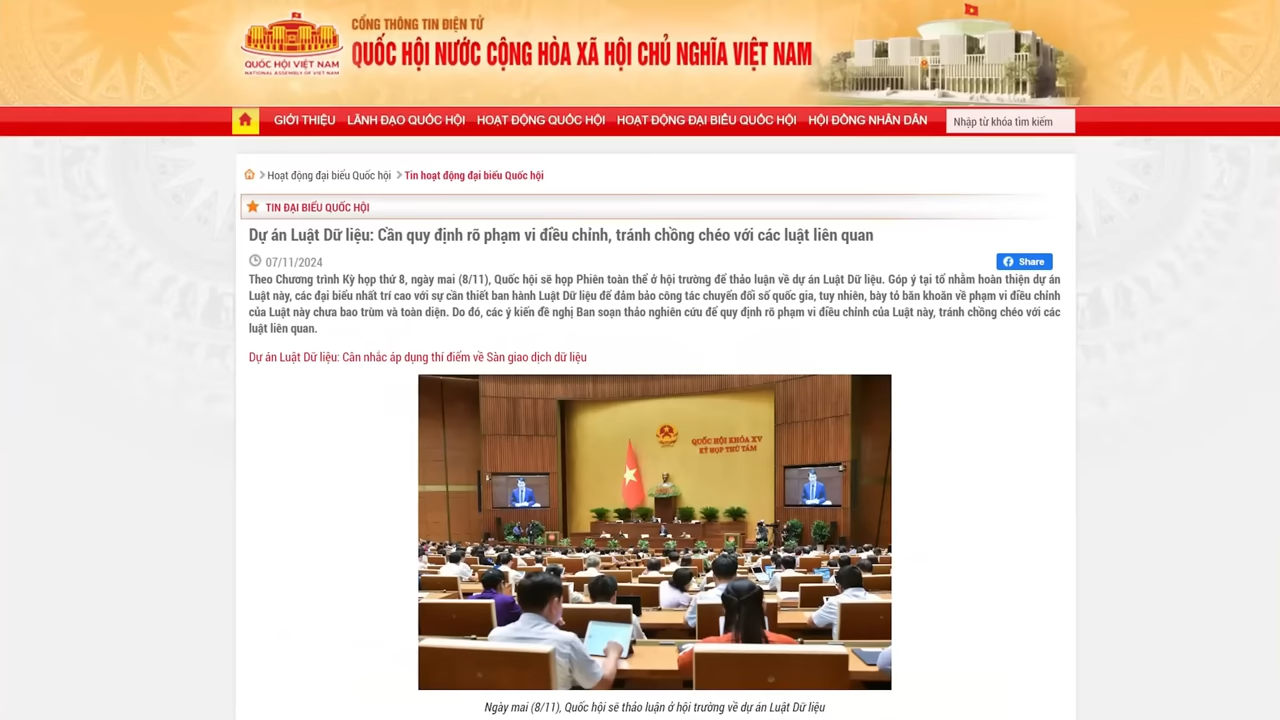 CỔNG THÔNG TIN ĐIỆN TỬ
QUỐC HỘI NƯỚC CỘNG HÒA XÃ HỘI CHỦ NGHĨA VIỆT NAM
QUỐC HỘI VIỆT NAM
NATIONAL ASSEMBLY OF VIET NAM
GIỚI THIỆU LÃNH ĐẠO QUỐC HỘI HOẠT ĐỘNG QUỐC HỘI HOẠT ĐỘNG ĐẠI BIỂU QUỐC HỘI HỘI ĐỒNG NHÂN DÂN Nhập từ khóa tìm kiếm
Hoạt động đại biểu Quốc hội Tin hoạt động đại biểu Quốc hội
TIN ĐẠI BIỂU QUỐC HỘI
Dự án Luật Dữ liệu: Cần quy định rõ phạm vi điều chỉnh, tránh chồng chéo với các luật liên quan
07/11/2024 Share
Theo Chương trình Kỳ họp thứ 8, ngày mai (8/11), Quốc hội sẽ họp Phiên toàn thể ở hội trường để thảo luận về dự án Luật Dữ liệu. Góp ý tại tổ nhằm hoàn thiện dự án
Luật này, các đại biểu nhất trí cao với sự cần thiết ban hành Luật Dữ liệu để đảm bảo công tác chuyển đổi số quốc gia, tuy nhiên, bày tỏ băn khoăn về phạm vi điều chỉnh
của Luật này chưa bao trùm và toàn diện. Do đó, các ý kiến đề nghị Ban soạn thảo nghiên cứu để quy định rõ phạm vi điều chỉnh của Luật này, tránh chồng chéo với các
luật liên quan.
Dự án Luật Dữ liệu: Cân nhắc áp dụng thí điểm về Sàn giao dịch dữ liệu
QUỐC HỘI KHÓA XV
KỲ HỌP THỨ TÁM
Ngày mai (8/11), Quốc hội sẽ thảo luận ở hội trường về dự án Luật Dữ liệu